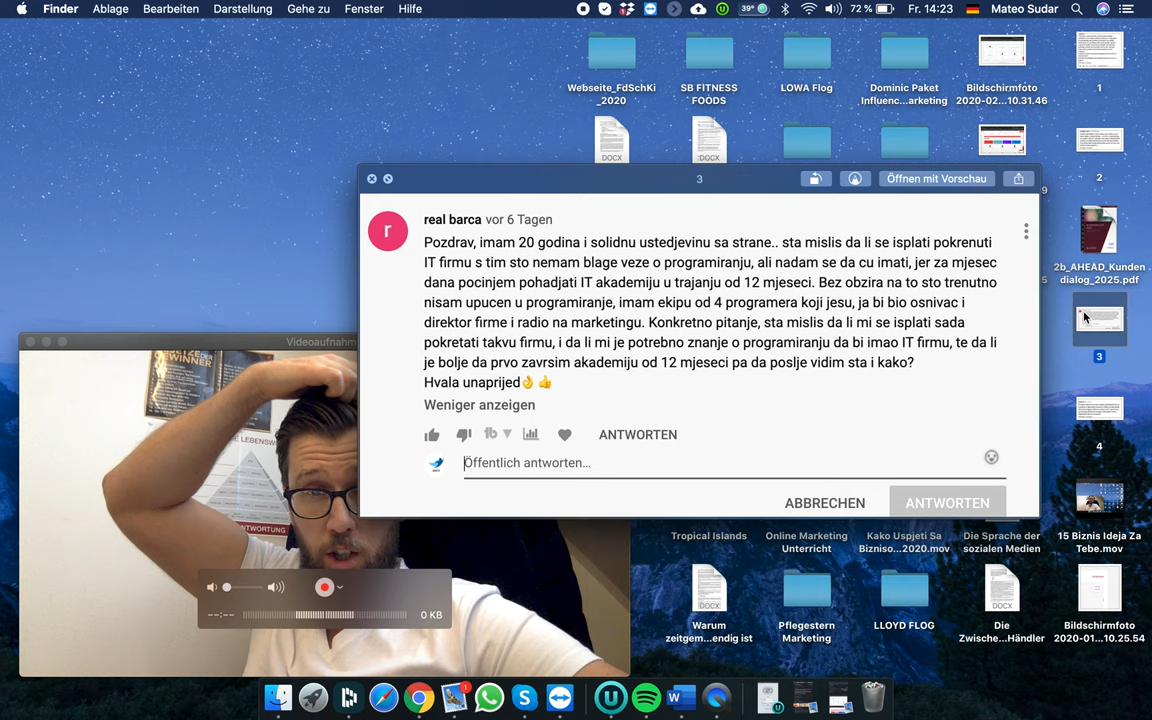 Finder Ablage Bearbeiten Darstellung Gehe zu Fenster Hilfe 39° 72 % Fr. 14:23 Mateo Sudar
Webseite_FdSchKi
_2020
SB FITNESS
FOODS
LOWA Flog
Dominic Paket
Influenc...arketing
Bildschirmfoto
2020-02...10.31.46
1
DOCX
DOCX
2
3
Öffnen mit Vorschau
r
real barca vor 6 Tagen
Pozdrav, imam 20 godina i solidnu ustedjevinu sa strane.. sta mislis da li se isplati pokrenuti
IT firmu s tim sto nemam blage veze o programiranju, ali nadam se da cu imati, jer za mjesec
dana pocinjem pohadjati IT akademiju u trajanju od 12 mjeseci. Bez obzira na to sto trenutno
nisam upucen u programiranje, imam ekipu od 4 programera koji jesu, ja bi bio osnivac i
direktor firme i radio na marketingu. Konkretno pitanje, sta mislis da li mi se isplati sada
pokretati takvu firmu, i da li mi je potrebno znanje o programiranju da bi imao IT firmu, te da li
je bolje da prvo zavrsim akademiju od 12 mjeseci pa da poslje vidim sta i kako?
Hvala unaprijed👌👍
Weniger anzeigen
ANTWORTEN
Öffentlich antworten...
ABBRECHEN
ANTWORTEN
2b_AHEAD_Kunden
dialog_2025.pdf
3
4
Videoaufnahm
GEWINNER
ANTWORTUNG
--:--
0 KB
Tropical Islands
Online Marketing
Unterricht
Kako Uspjeti Sa
Bizniso...2020.mov
Die Sprache der
sozialen Medien
15 Biznis Ideja Za
Tebe.mov
DOCX
DOCX
Warum
zeitgem...endig ist
Pflegestern
Marketing
LLOYD FLOG
Die
Zwische...Händler
Bildschirmfoto
2020-01...10.25.54
1